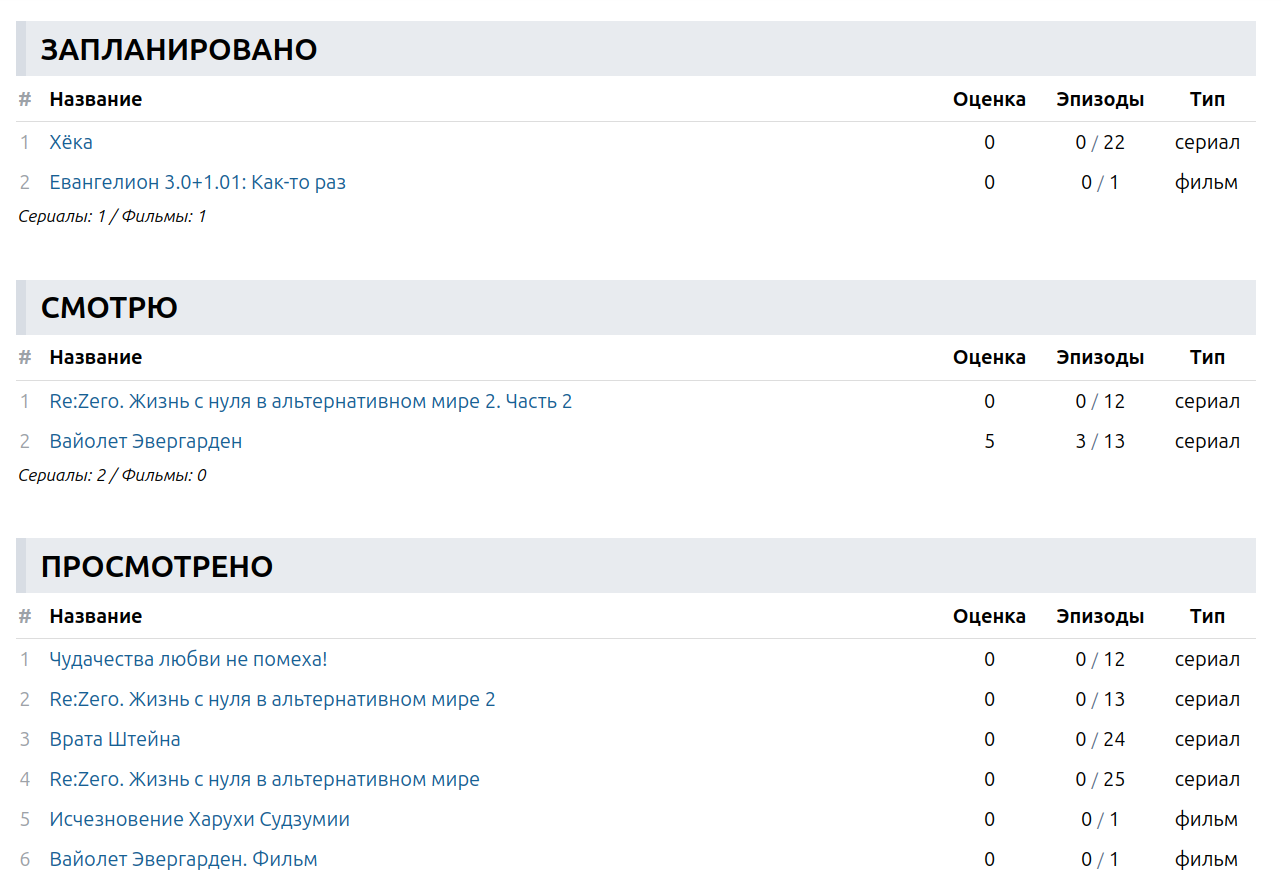 ЗАПЛАНИРОВАНО
# Название Оценка Эпизоды Тип
1 Хёка 0 0 / 22 сериал
2 Евангелион 3.0+1.01: Как-то раз 0 0 / 1 фильм
Сериалы: 1 / Фильмы: 1
СМОТРЮ
# Название Оценка Эпизоды Тип
1 Re:Zero. Жизнь с нуля в альтернативном мире 2. Часть 2 0 0 / 12 сериал
2 Вайолет Эвергарден 5 3 / 13 сериал
Сериалы: 2 / Фильмы: 0
ПРОСМОТРЕНО
# Название Оценка Эпизоды Тип
1 Чудачества любви не помеха! 0 0 / 12 сериал
2 Re:Zero. Жизнь с нуля в альтернативном мире 2 0 0 / 13 сериал
3 Врата Штейна 0 0 / 24 сериал
4 Re:Zero. Жизнь с нуля в альтернативном мире 0 0 / 25 сериал
5 Исчезновение Харухи Судзумии 0 0 / 1 фильм
6 Вайолет Эвергарден. Фильм 0 0 / 1 фильм